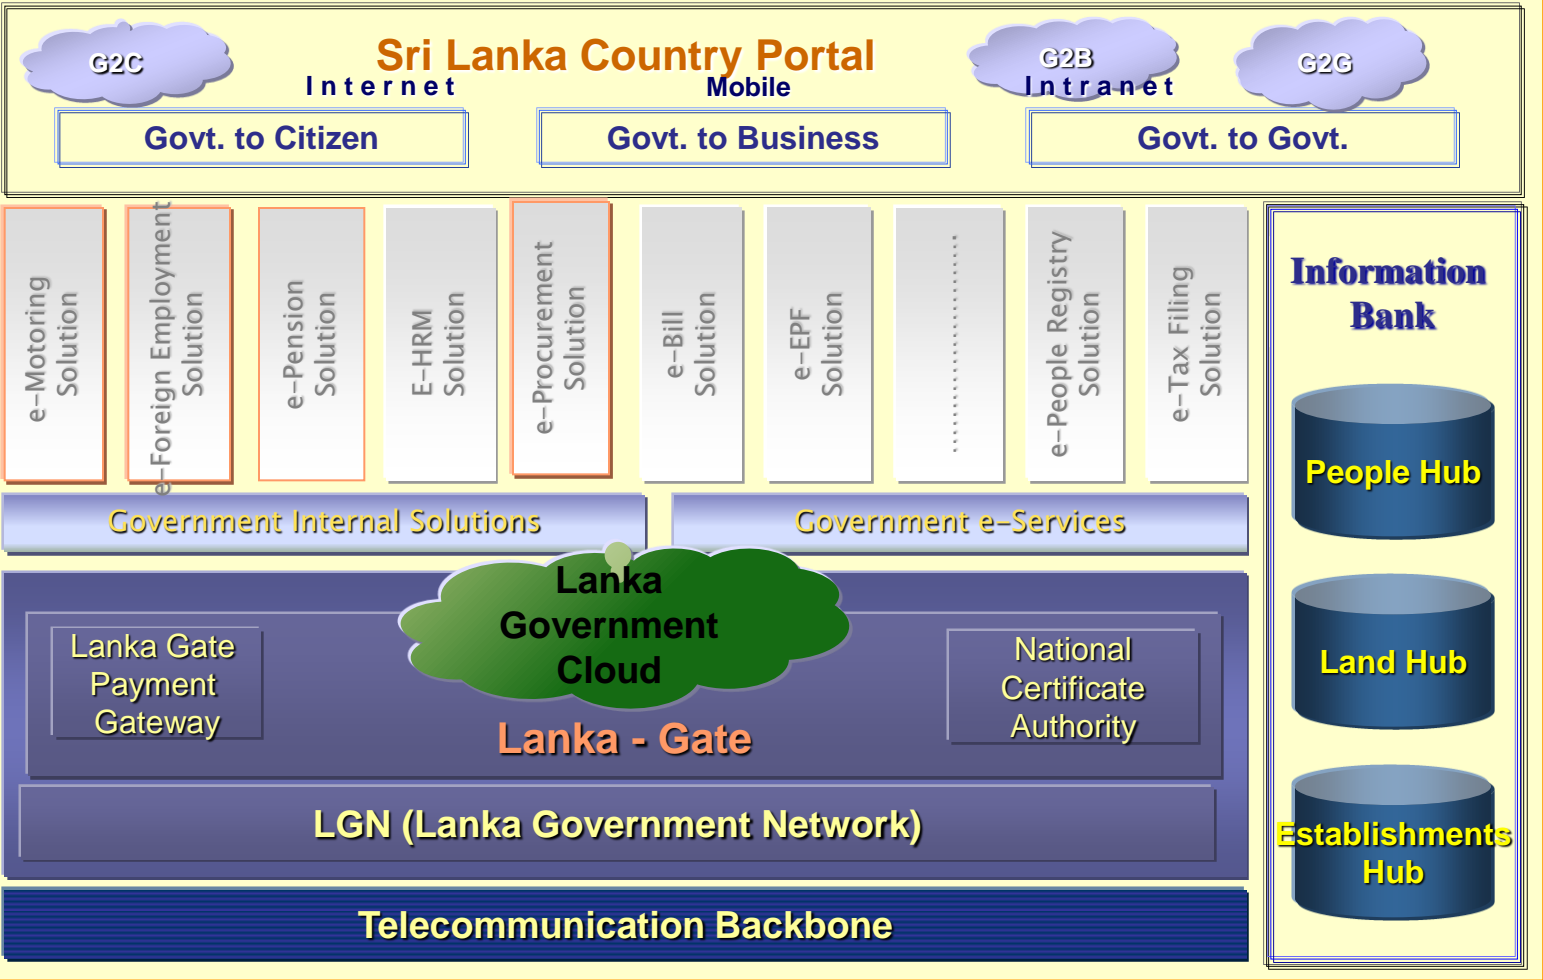 G2C
Sri Lanka Country Portal
G2B
G2G
Internet
Mobile
Intranet
Govt. to Citizen
Govt. to Business
Govt. to Govt.
e-Motoring
Solution
e-Foreign Employment
Solution
e-Pension
Solution
E-HRM
Solution
e-Procurement
Solution
e-Bill
Solution
e-EPF
Solution
............................
e-People Registry
Solution
e-Tax Filing
Solution
Information
Bank
People Hub
Land Hub
Establishments
Hub
Government Internal Solutions
Government e-Services
Lanka
Government
Cloud
Lanka Gate
Payment
Gateway
National
Certificate
Authority
Lanka - Gate
LGN (Lanka Government Network)
Telecommunication Backbone